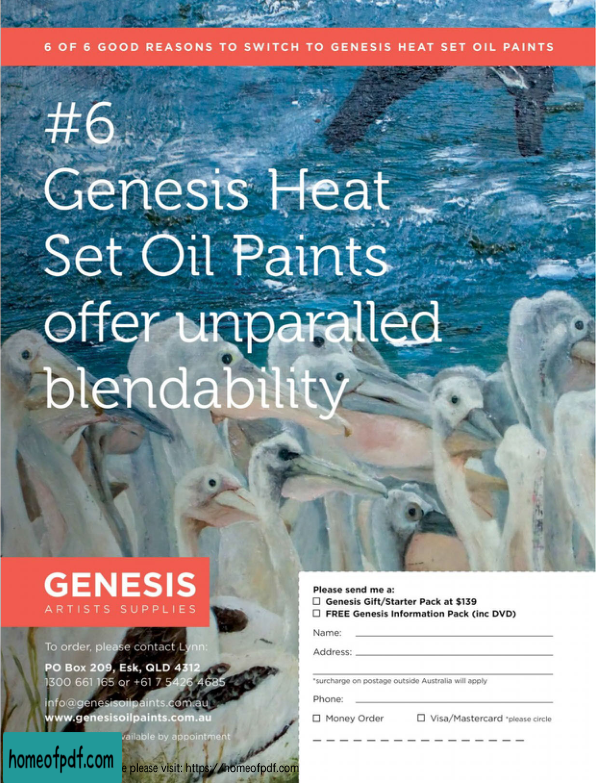 6 OF 6 GOOD REASONS TO SWITCH TO GENESIS HEAT SET OIL PAINTS
#6
Genesis Heat
Set Oil Paints
offer unparalled
blendability
GENESIS
ARTISTS SUPPLIES
To order, please contact Lynn:
PO Box 209, Esk, QLD 4312
1300 661 165 or +61 7 5426 4685
info@genesisoilpaints.com.au
www.genesisoilpaints.com.au
available by appointment
Please send me a:
Genesis Gift/Starter Pack at $139
FREE Genesis Information Pack (inc DVD)
Name:
Address:
*surcharge on postage outside Australia will apply
Phone:
Money Order Visa/Mastercard *please circle
homeofpdf.com
please visit: https://homeofpdf.com